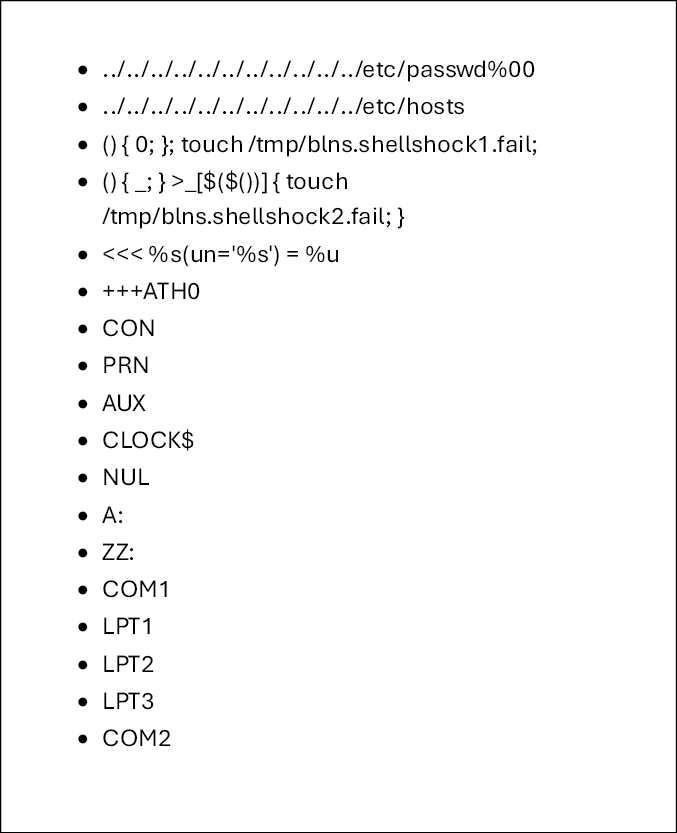 • ../../../../../../../../../../../etc/passwd%00
• ../../../../../../../../../../../etc/hosts
• () { 0; }; touch /tmp/blns.shellshock1.fail;
• () { _; } >_[$($())] { touch
/tmp/blns.shellshock2.fail; }
• <<< %s(un='%s') = %u
• +++ATH0
• CON
• PRN
• AUX
• CLOCK$
• NUL
• A:
• ZZ:
• COM1
• LPT1
• LPT2
• LPT3
• COM2